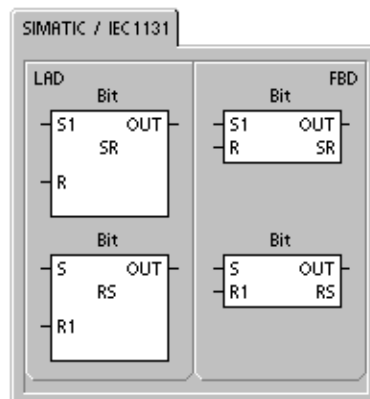 SIMATIC / IEC1131
LAD
Bit
S1 OUT
SR
R
Bit
S OUT
RS
R1
FBD
Bit
S1 OUT
R SR
Bit
S OUT
R1 RS